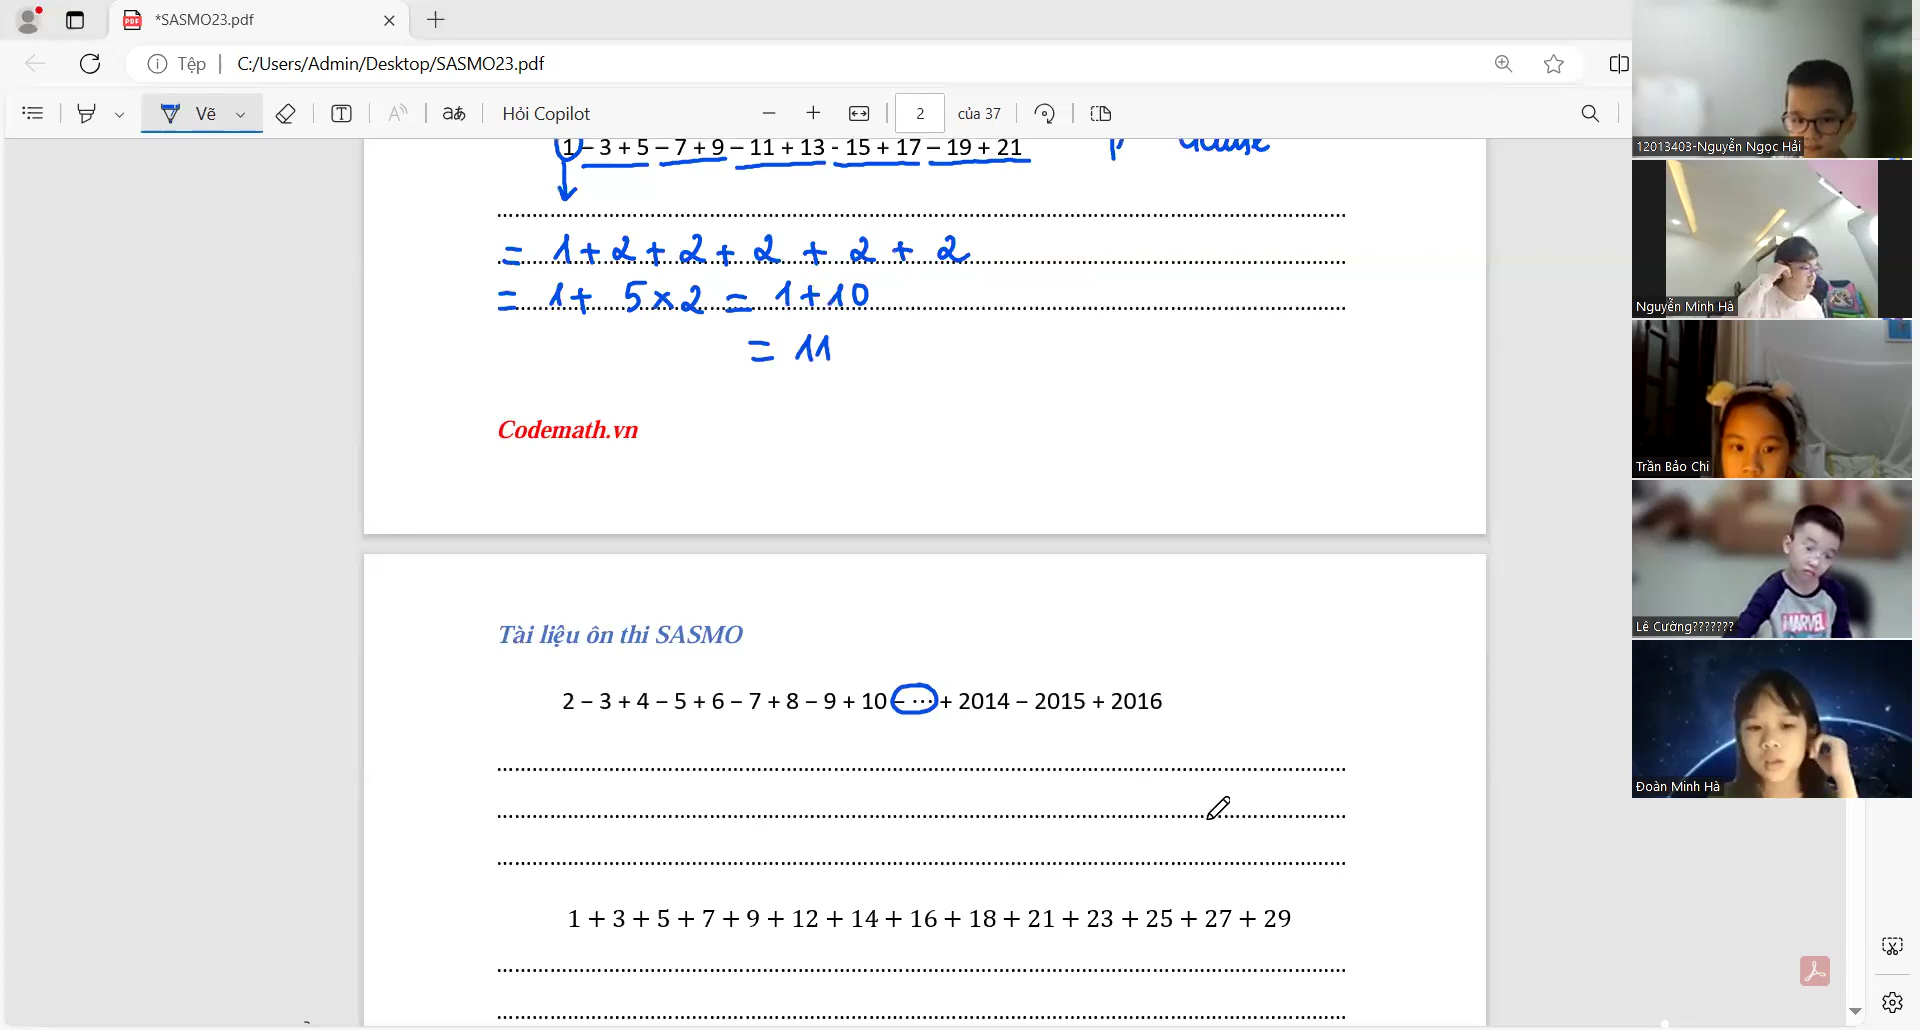 *SASMO23.pdf
Tệp
C:/Users/Admin/Desktop/SASMO23.pdf
Vẽ
Hỏi Copilot
2
của 37
1 – 3 + 5 – 7 + 9 – 11 + 13 - 15 + 17 – 19 + 21
= 1 + 2 + 2 + 2 + 2 + 2
= 1 + 5 × 2 = 1 + 10
= 11
Codemath.vn
Tài liệu ôn thi SASMO
2 – 3 + 4 – 5 + 6 – 7 + 8 – 9 + 10 – ⋯ + 2014 – 2015 + 2016
1 + 3 + 5 + 7 + 9 + 12 + 14 + 16 + 18 + 21 + 23 + 25 + 27 + 29
12013403-Nguyễn Ngọc Hải
Nguyễn Minh Hà
Trần Bảo Chi
MARVEL
Lê Cường???????
Đoàn Minh Hà